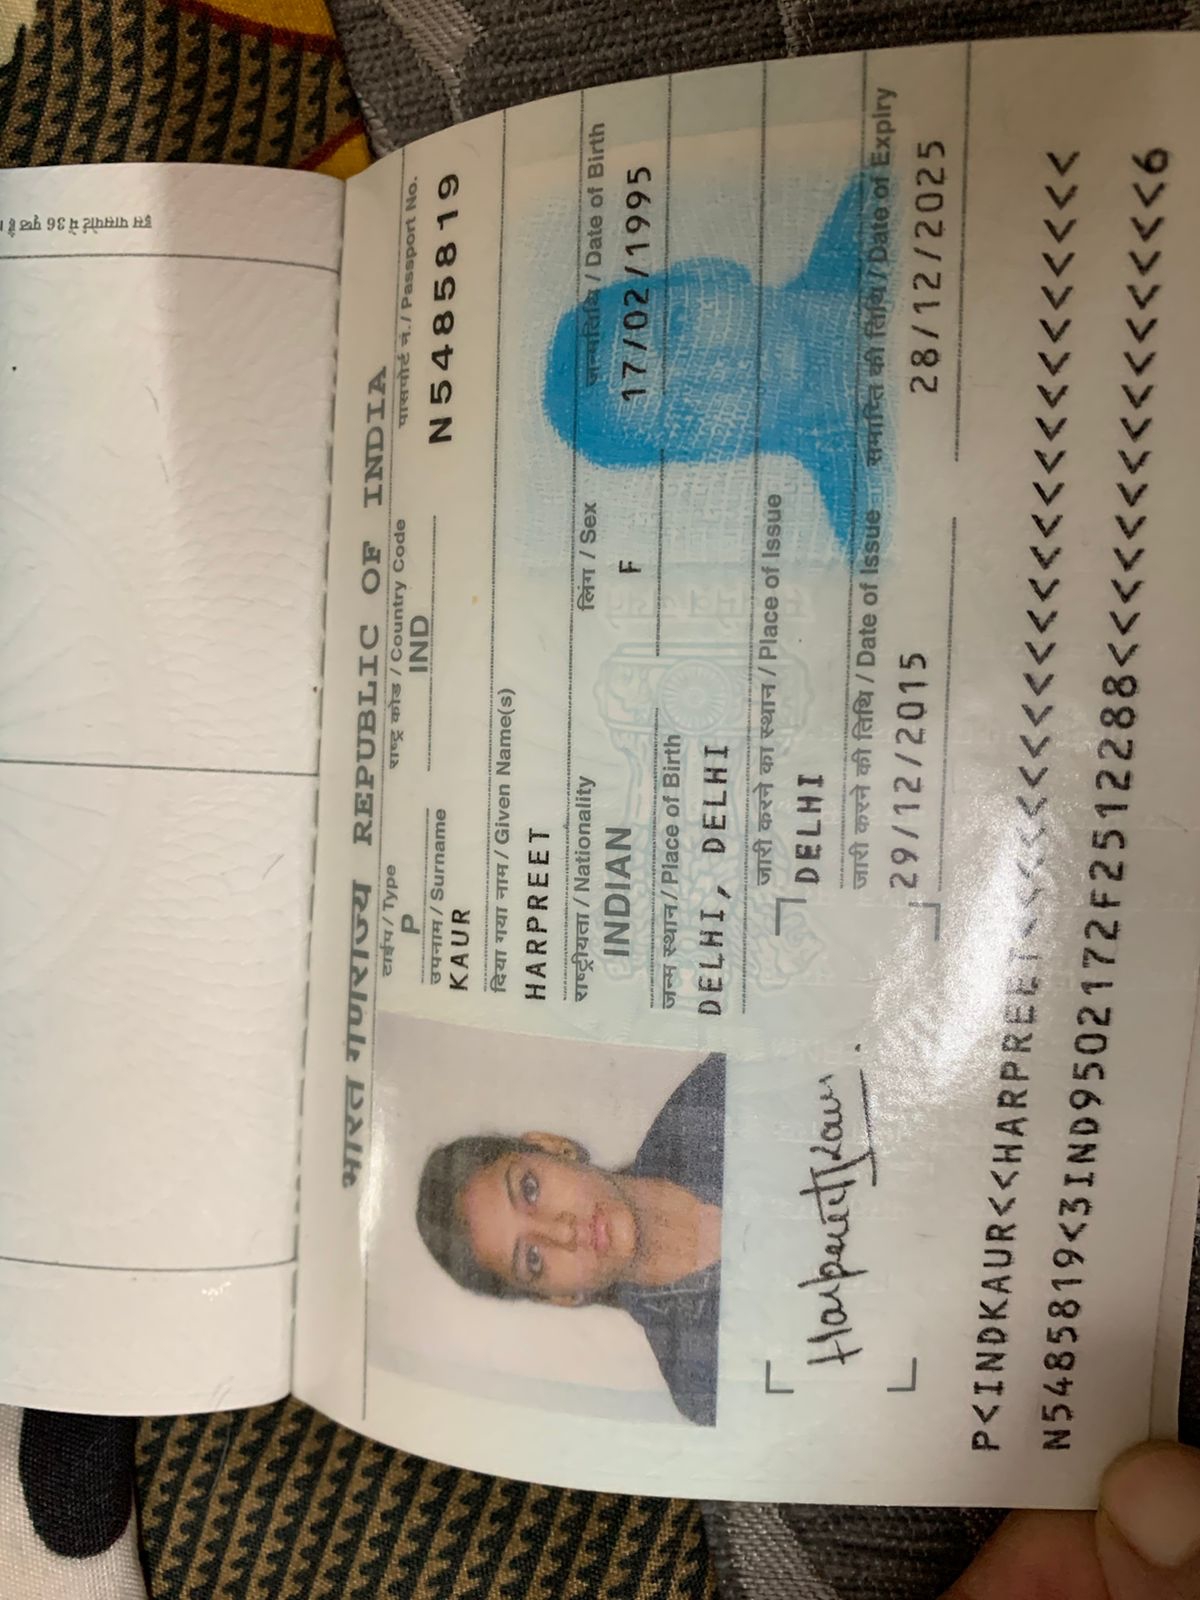 इस पासपोर्ट में 36 पृष्ठ हैं।
भारत गणराज्य REPUBLIC OF INDIA
टाईप / Type
राष्ट्र कोड / Country Code
पासपोर्ट नं. / Passport No.
P
IND
N5485819
उपनाम / Surname
KAUR
दिया गया नाम / Given Name(s)
HARPREET
राष्ट्रीयता / Nationality
लिंग / Sex
जन्मतिथि / Date of Birth
INDIAN
F
17/02/1995
जन्म स्थान / Place of Birth
DELHI, DELHI
जारी करने का स्थान / Place of Issue
DELHI
Harpreet Kaur
जारी करने की तिथि / Date of Issue
समाप्ति की तिथि / Date of Expiry
29/12/2015
28/12/2025
P<INDKAUR<<HARPREET<<<<<<<<<<<<<<<<<<<<<<<<<
N5485819<3IND9502172F2512288<<<<<<<<<<<<<<<6